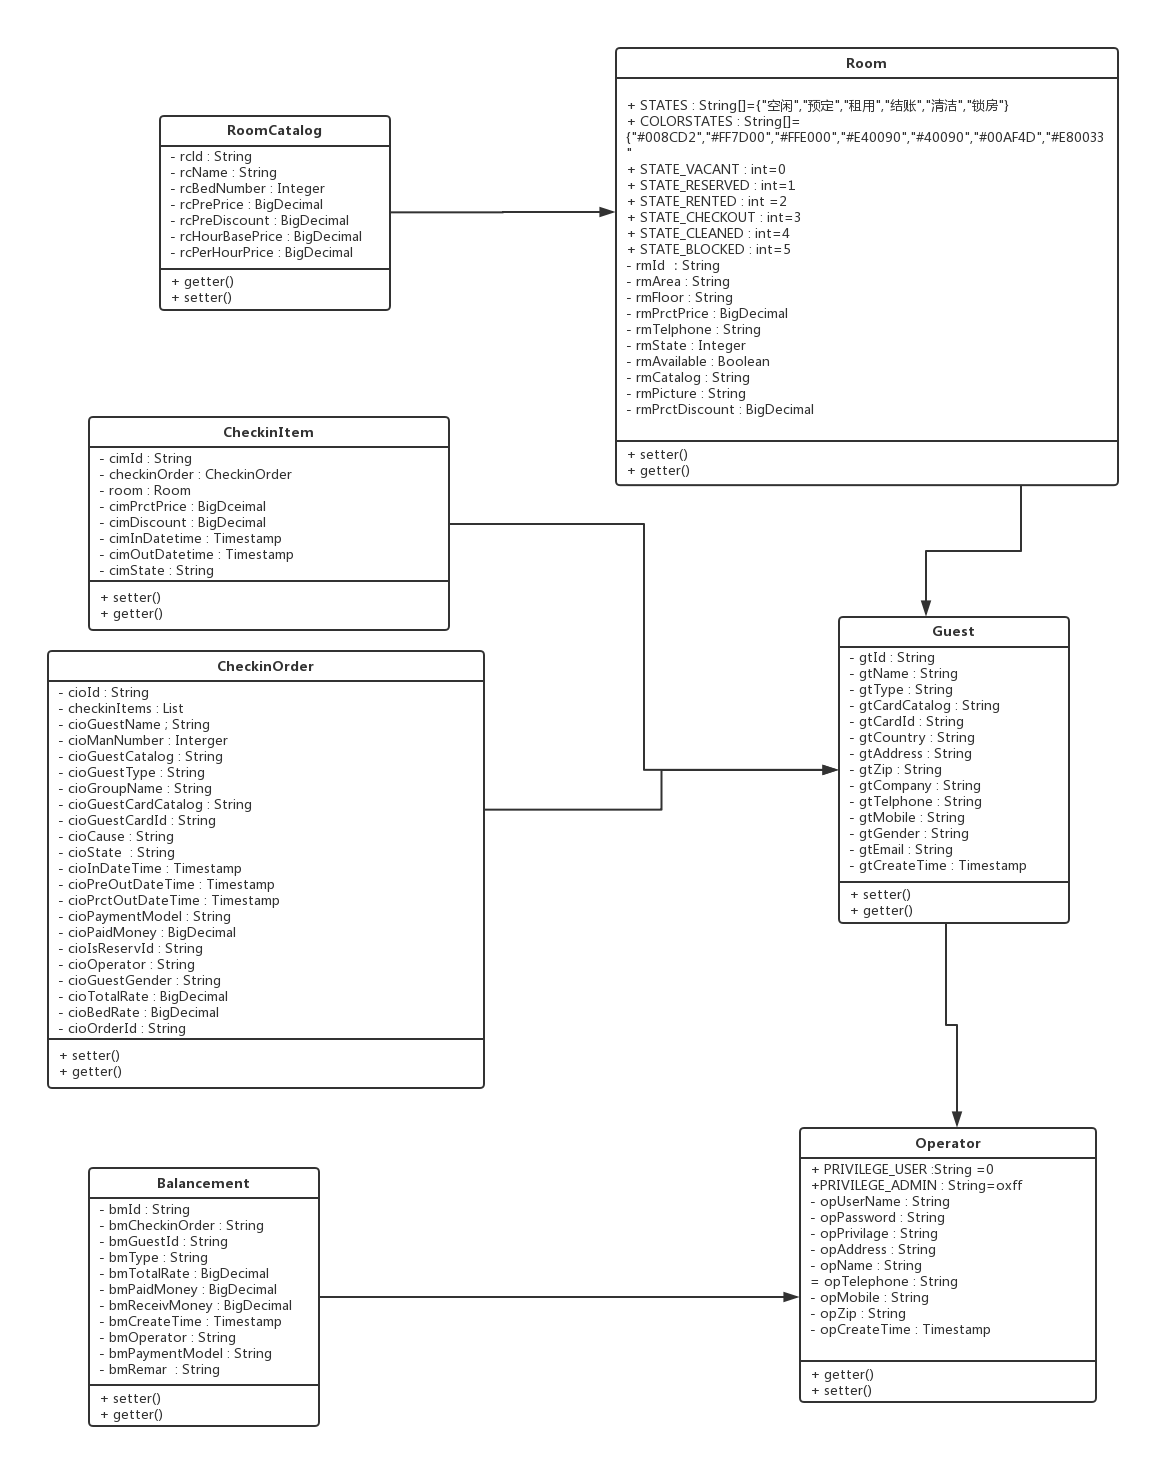 RoomCatalog
- rcId : String
- rcName : String
- rcBedNumber : Integer
- rcPrePrice : BigDecimal
- rcPreDiscount : BigDecimal
- rcHourBasePrice : BigDecimal
- rcPerHourPrice : BigDecimal
+ getter()
+ setter()
Room
+ STATES : String[]={"空闲","预定","租用","结账","清洁","锁房"}
+ COLORSTATES : String[]=
{"#008CD2","#FF7D00","#FFE000","#E40090","#40090","#00AF4D","#E80033
"
+ STATE_VACANT : int=0
+ STATE_RESERVED : int=1
+ STATE_RENTED : int =2
+ STATE_CHECKOUT : int=3
+ STATE_CLEANED : int=4
+ STATE_BLOCKED : int=5
- rmId  : String
- rmArea : String
- rmFloor : String
- rmPrctPrice : BigDecimal
- rmTelphone : String
- rmState : Integer
- rmAvailable : Boolean
- rmCatalog : String
- rmPicture : String
- rmPrctDiscount : BigDecimal
+ setter()
+ getter()
CheckinItem
- cimId : String
- checkinOrder : CheckinOrder
- room : Room
- cimPrctPrice : BigDceimal
- cimDiscount : BigDecimal
- cimInDatetime : Timestamp
- cimOutDatetime : Timestamp
- cimState : String
+ setter()
+ getter()
CheckinOrder
- cioId : String
- checkinItems : List
- cioGuestName ; String
- cioManNumber : Interger
- cioGuestCatalog : String
- cioGuestType : String
- cioGroupName : String
- cioGuestCardCatalog : String
- cioGuestCardId : String
- cioCause : String
- cioState  : String
- cioInDateTime : Timestamp
- cioPreOutDateTime : Timestamp
- cioPrctOutDateTime : Timestamp
- cioPaymentModel : String
- cioPaidMoney : BigDecimal
- cioIsReservId : String
- cioOperator : String
- cioGuestGender : String
- cioTotalRate : BigDecimal
- cioBedRate : BigDecimal
- cioOrderId : String
+ setter()
+ getter()
Guest
- gtId : String
- gtName : String
- gtType : String
- gtCardCatalog : String
- gtCardId : String
- gtCountry : String
- gtAddress : String
- gtZip : String
- gtCompany : String
- gtTelphone : String
- gtMobile : String
- gtGender : String
- gtEmail : String
- gtCreateTime : Timestamp
+ setter()
+ getter()
Balancement
- bmId : String
- bmCheckinOrder : String
- bmGuestId : String
- bmType : String
- bmTotalRate : BigDecimal
- bmPaidMoney : BigDecimal
- bmReceivMoney : BigDecimal
- bmCreateTime : Timestamp
- bmOperator : String
- bmPaymentModel : String
- bmRemar  : String
+ setter()
+ getter()
Operator
+ PRIVILEGE_USER :String =0
+PRIVILEGE_ADMIN : String=oxff
- opUserName : String
- opPassword : String
- opPrivilage : String
- opAddress : String
- opName : String
= opTelephone : String
- opMobile : String
- opZip : String
- opCreateTime : Timestamp
+ getter()
+ setter()